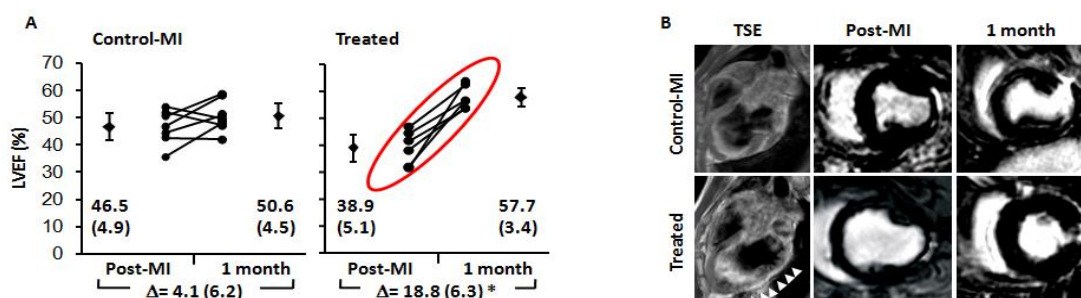 A
Control-MI
Treated
LVEF (%)
70
60
50
40
30
20
10
0
46.5
(4.9)
50.6
(4.5)
38.9
(5.1)
57.7
(3.4)
Post-MI
1 month
Post-MI
1 month
Δ= 4.1 (6.2)
Δ= 18.8 (6.3) *
B
TSE
Post-MI
1 month
Control-MI
Treated